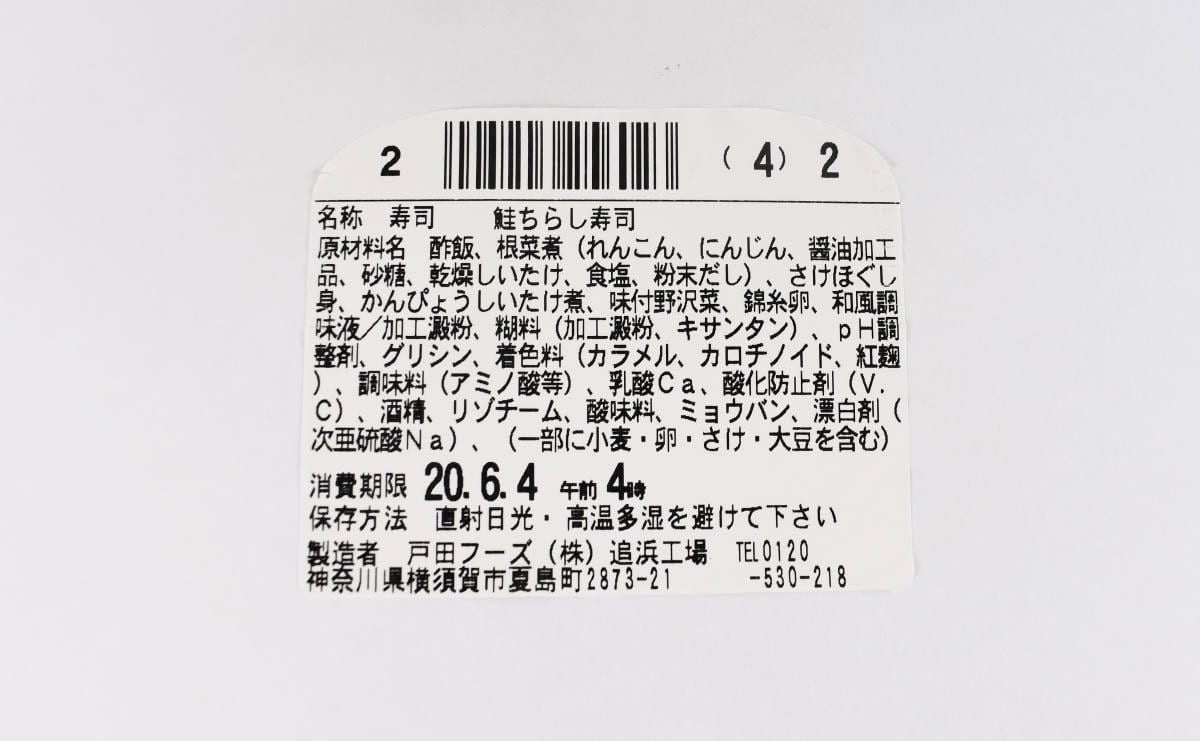 2 （4）2
名称　寿司　　鮭ちらし寿司
原材料名　酢飯、根菜煮（れんこん、にんじん、醤油加工
品、砂糖、乾燥しいたけ、食塩、粉末だし）、さけほぐし
身、かんぴょうしいたけ煮、味付野沢菜、錦糸卵、和風調
味液／加工澱粉、糊料（加工澱粉、キサンタン）、ｐＨ調
整剤、グリシン、着色料（カラメル、カロチノイド、紅麹
）、調味料（アミノ酸等）、乳酸Ｃａ、酸化防止剤（Ｖ．
Ｃ）、酒精、リゾチーム、酸味料、ミョウバン、漂白剤（
次亜硫酸Ｎａ）、（一部に小麦・卵・さけ・大豆を含む）
消費期限 20.6.4 午前 4時
保存方法　直射日光・高温多湿を避けて下さい
製造者　戸田フーズ（株）追浜工場　TEL0120
神奈川県横須賀市夏島町2873-21　-530-218